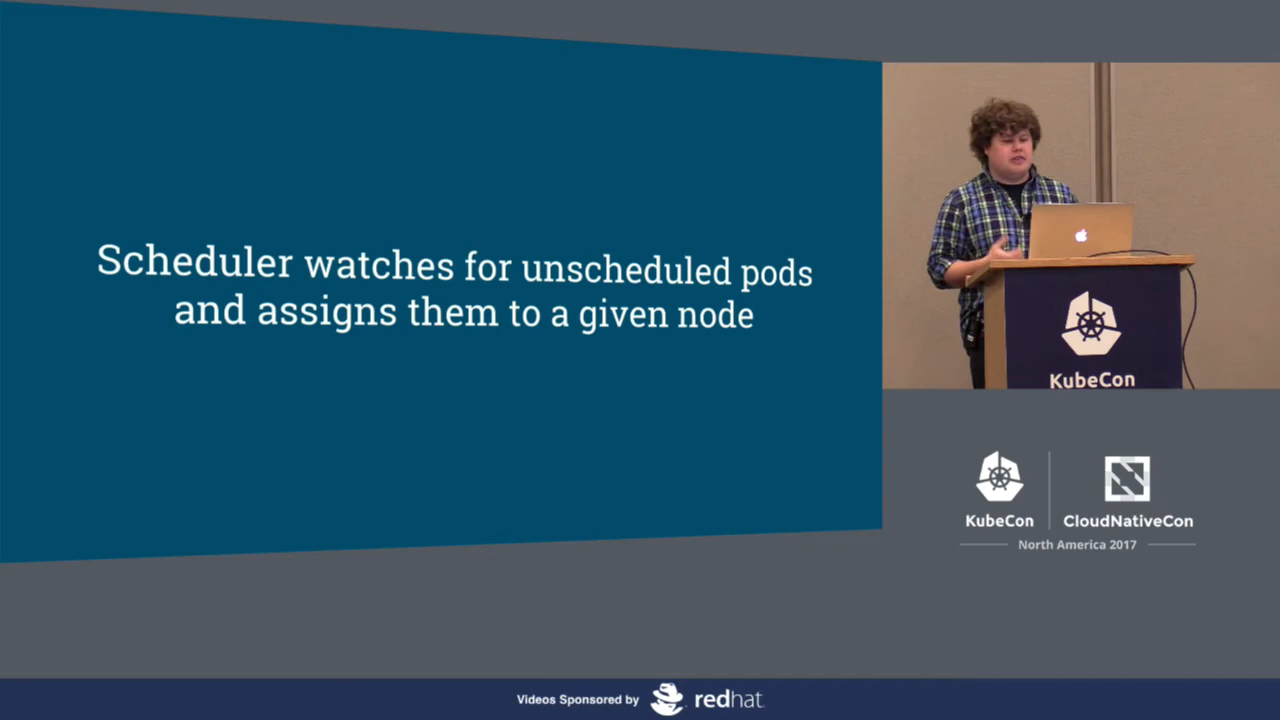 Scheduler watches for unscheduled pods
and assigns them to a given node
KubeCon
KubeCon
CloudNativeCon
North America 2017
Videos Sponsored by
redhat.